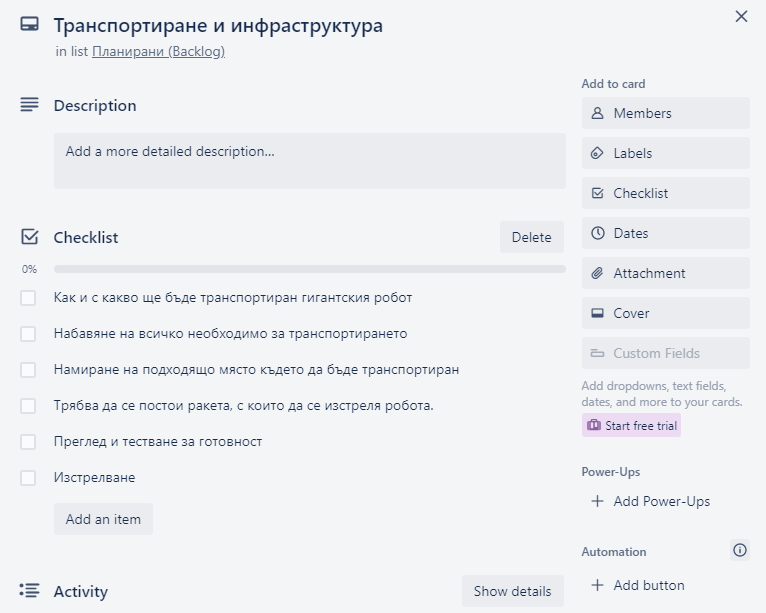 Транспортиране и инфраструктура
in list Планирани (Backlog)
Description
Add a more detailed description...
Checklist
Delete
0%
Как и с какво ще бъде транспортиран гигантския робот
Набавяне на всичко необходимо за транспортирането
Намиране на подходящо място където да бъде транспортиран
Трябва да се постои ракета, с които да се изстреля робота.
Преглед и тестване за готовност
Изстрелване
Add an item
Activity
Show details
Add to card
Members
Labels
Checklist
Dates
Attachment
Cover
Custom Fields
Add dropdowns, text fields,
dates, and more to your cards.
Start free trial
Power-Ups
Add Power-Ups
Automation
Add button